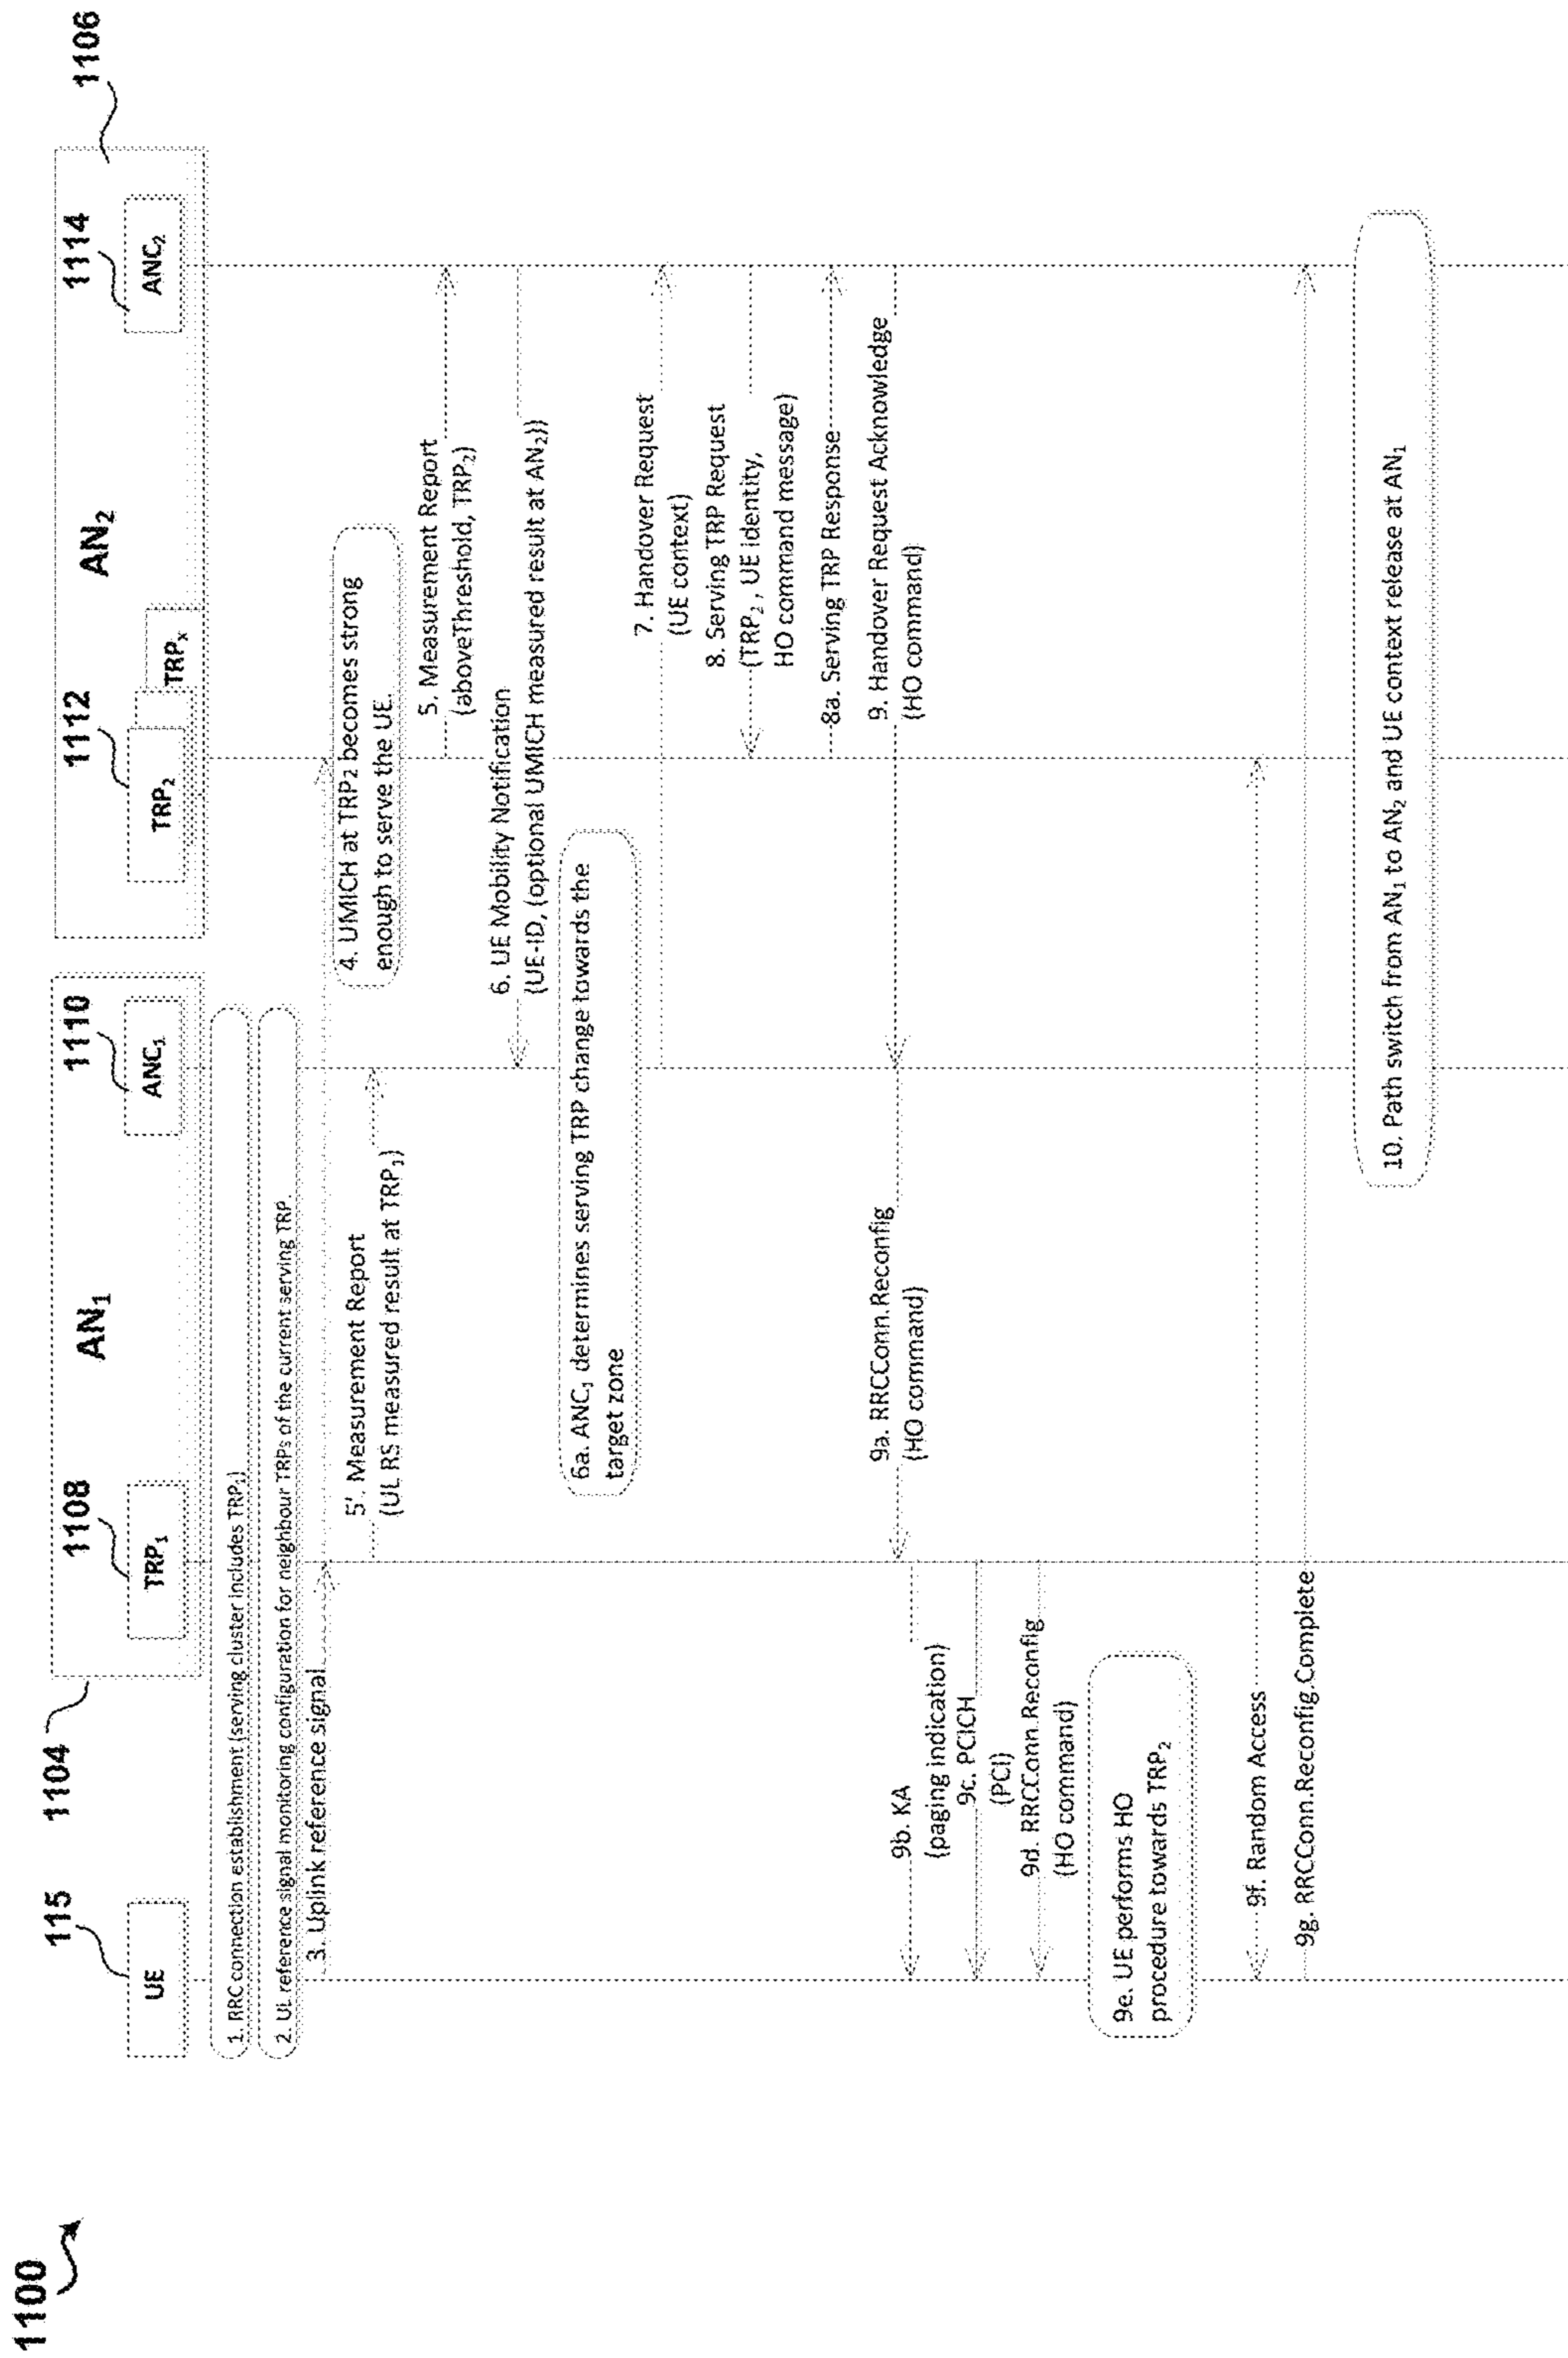 1100
115
1104
1108
1110
1112
1114
1106
AN₁
AN₂
UE
TRP₁
ANC₁
TRP₂
TRPₓ
ANC₂
1. RRC connection establishment (serving cluster includes TRP₁)
2. UL reference signal monitoring configuration for neighbour TRPs of the current serving TRP.
3. Uplink reference signal
4. UMICH at TRP₂ becomes strong
enough to serve the UE.
5'. Measurement Report
(UL RS measured result at TRP₁)
5. Measurement Report
(aboveThreshold, TRP₂)
6. UE Mobility Notification
(UE-ID, (optional UMICH measured result at AN₂))
6a. ANC₁ determines serving TRP change towards the
target zone
7. Handover Request
(UE context)
8. Serving TRP Request
(TRP₂, UE identity,
HO command message)
8a. Serving TRP Response
9. Handover Request Acknowledge
(HO command)
9a. RRCConn.Reconfig
(HO command)
9b. KA
(paging indication)
9c. PCICH
(PCI)
9d. RRCConn.Reconfig
(HO command)
9e. UE performs HO
procedure towards TRP₂
9f. Random Access
9g. RRCConn.Reconfig.Complete
10. Path switch from AN₁ to AN₂ and UE context release at AN₁